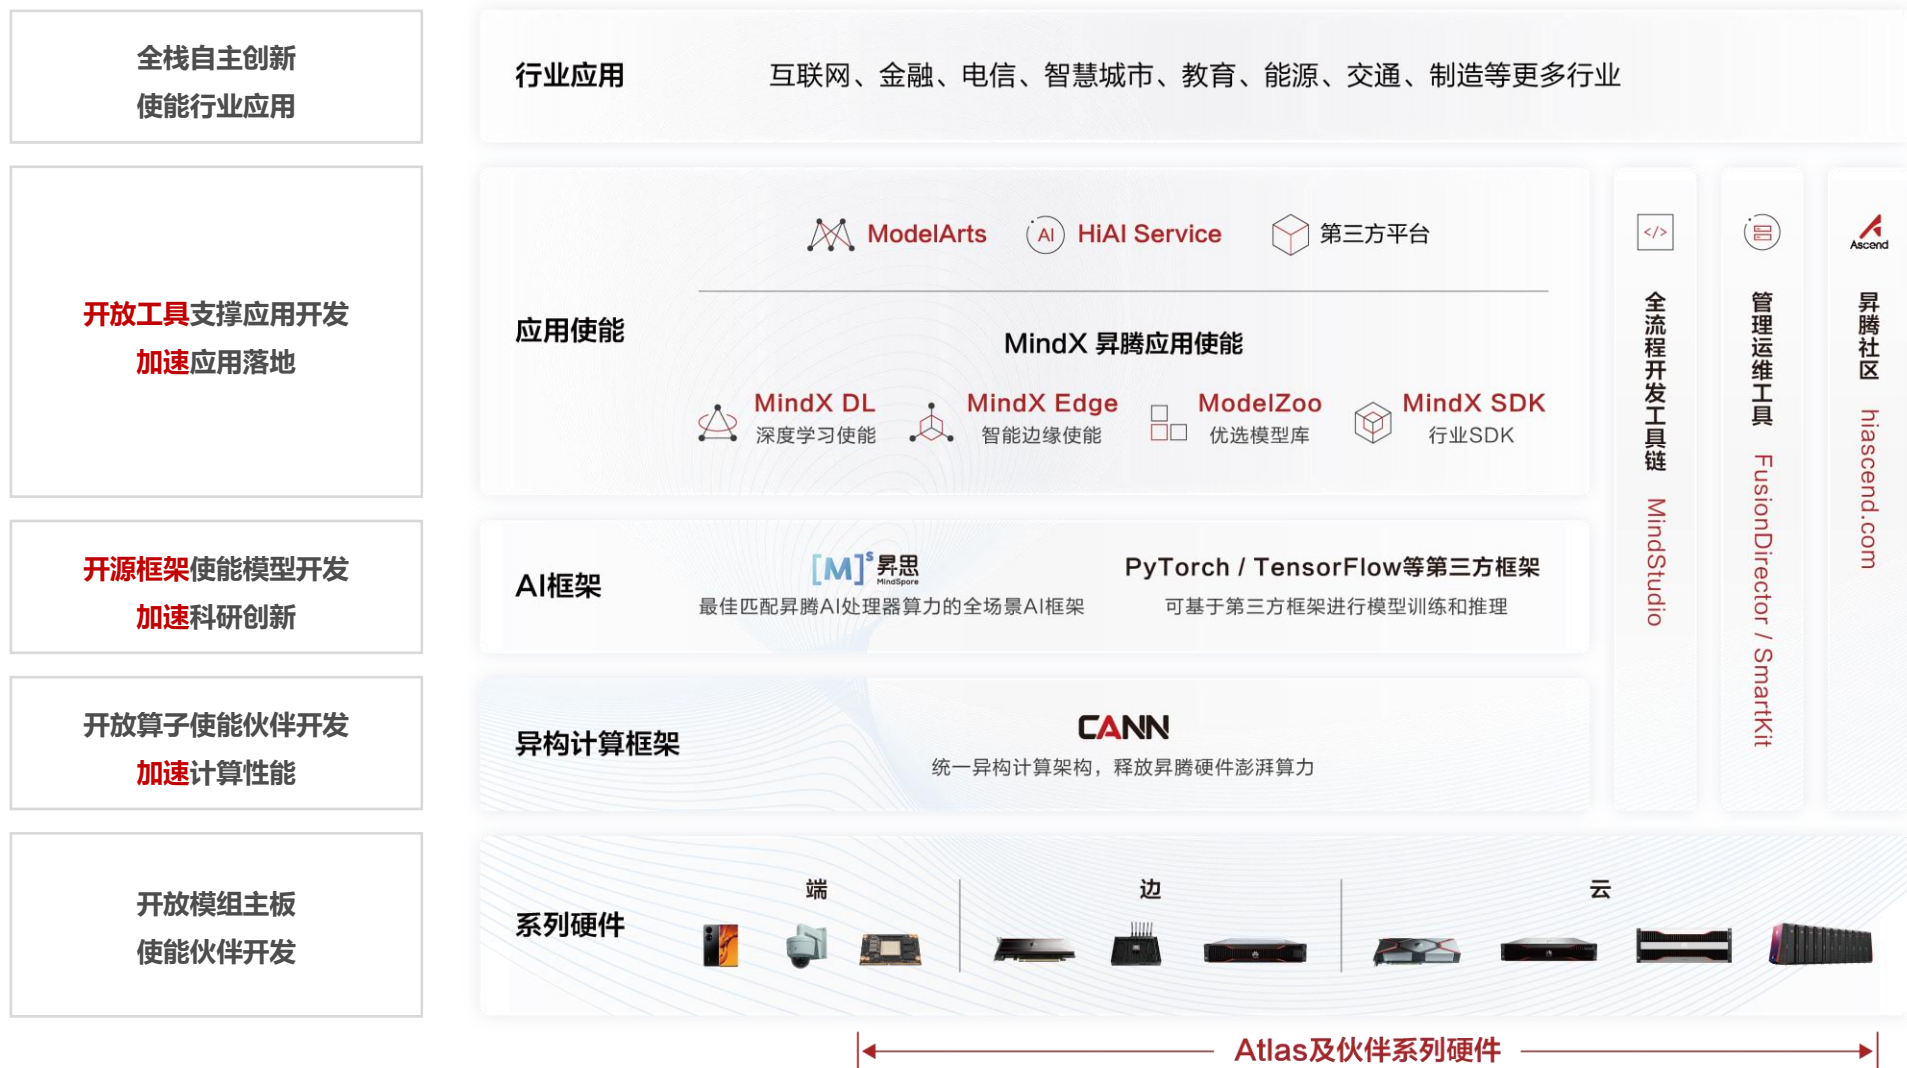 全栈自主创新
使能行业应用
行业应用
互联网、金融、电信、智慧城市、教育、能源、交通、制造等更多行业
开放工具支撑应用开发
加速应用落地
应用使能
ModelArts
AI
HiAI Service
第三方平台
MindX 昇腾应用使能
MindX DL
深度学习使能
MindX Edge
智能边缘使能
ModelZoo
优选模型库
MindX SDK
行业SDK
</>
全流程开发工具链 MindStudio
管理运维工具 FusionDirector / SmartKit
Ascend
昇腾社区 hiascend.com
开源框架使能模型开发
加速科研创新
AI框架
[M]s 昇思
MindSpore
最佳匹配昇腾AI处理器算力的全场景AI框架
PyTorch / TensorFlow等第三方框架
可基于第三方框架进行模型训练和推理
开放算子使能伙伴开发
加速计算性能
异构计算框架
CANN
统一异构计算架构，释放昇腾硬件澎湃算力
开放模组主板
使能伙伴开发
系列硬件
端
边
云
Atlas及伙伴系列硬件